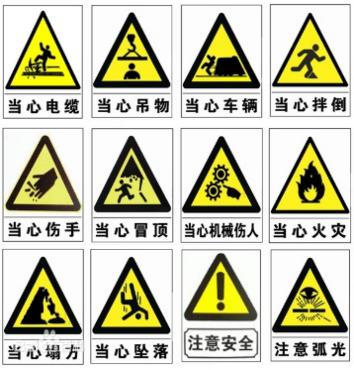 当心电缆
当心吊物
当心车辆
当心拌倒
当心伤手
当心冒顶
当心机械伤人
当心火灾
当心塌方
当心坠落
注意安全
注意弧光